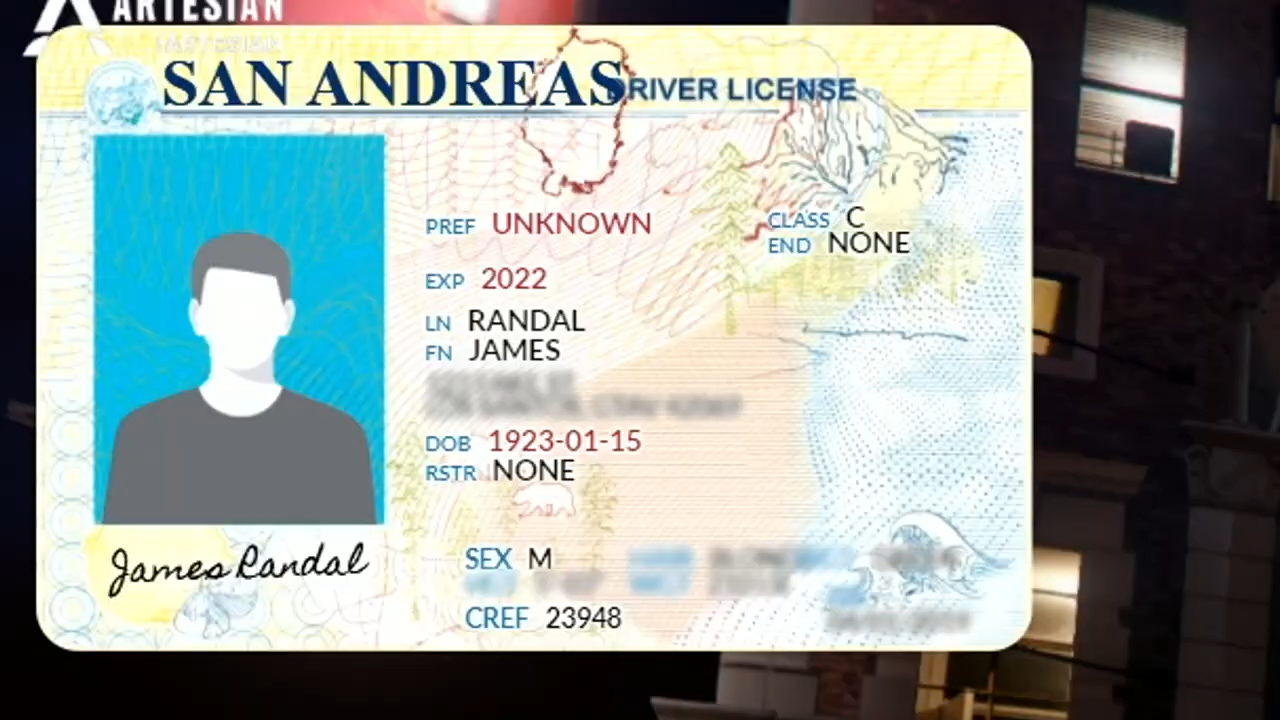 ARTESIAN
SAN ANDREAS DRIVER LICENSE
PREF UNKNOWN
CLASS C
END NONE
EXP 2022
LN RANDAL
FN JAMES
DOB 1923-01-15
RSTR NONE
James Randal
SEX M
CREF 23948